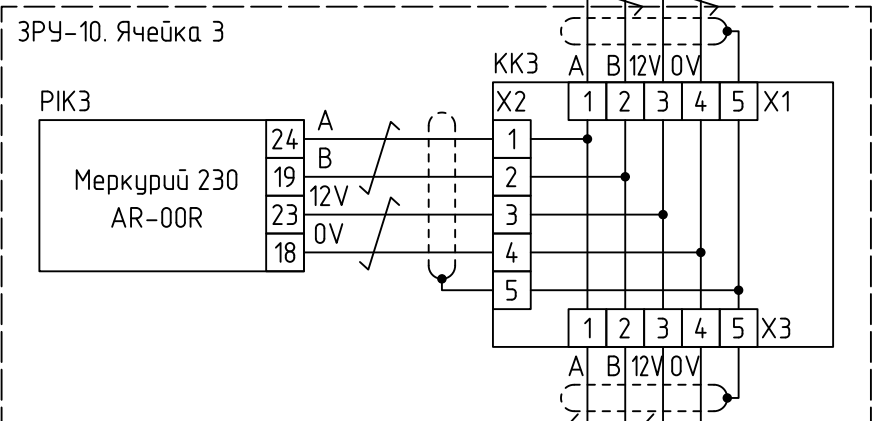 ЗРУ-10. Ячейка 3
KK3
A B 12V 0V
X2 1 2 3 4 5 X1
PIK3
Меркурий 230
AR-00R
24 A 1
19 B 2
23 12V 3
18 0V 4
5
1 2 3 4 5 X3
A B 12V 0V